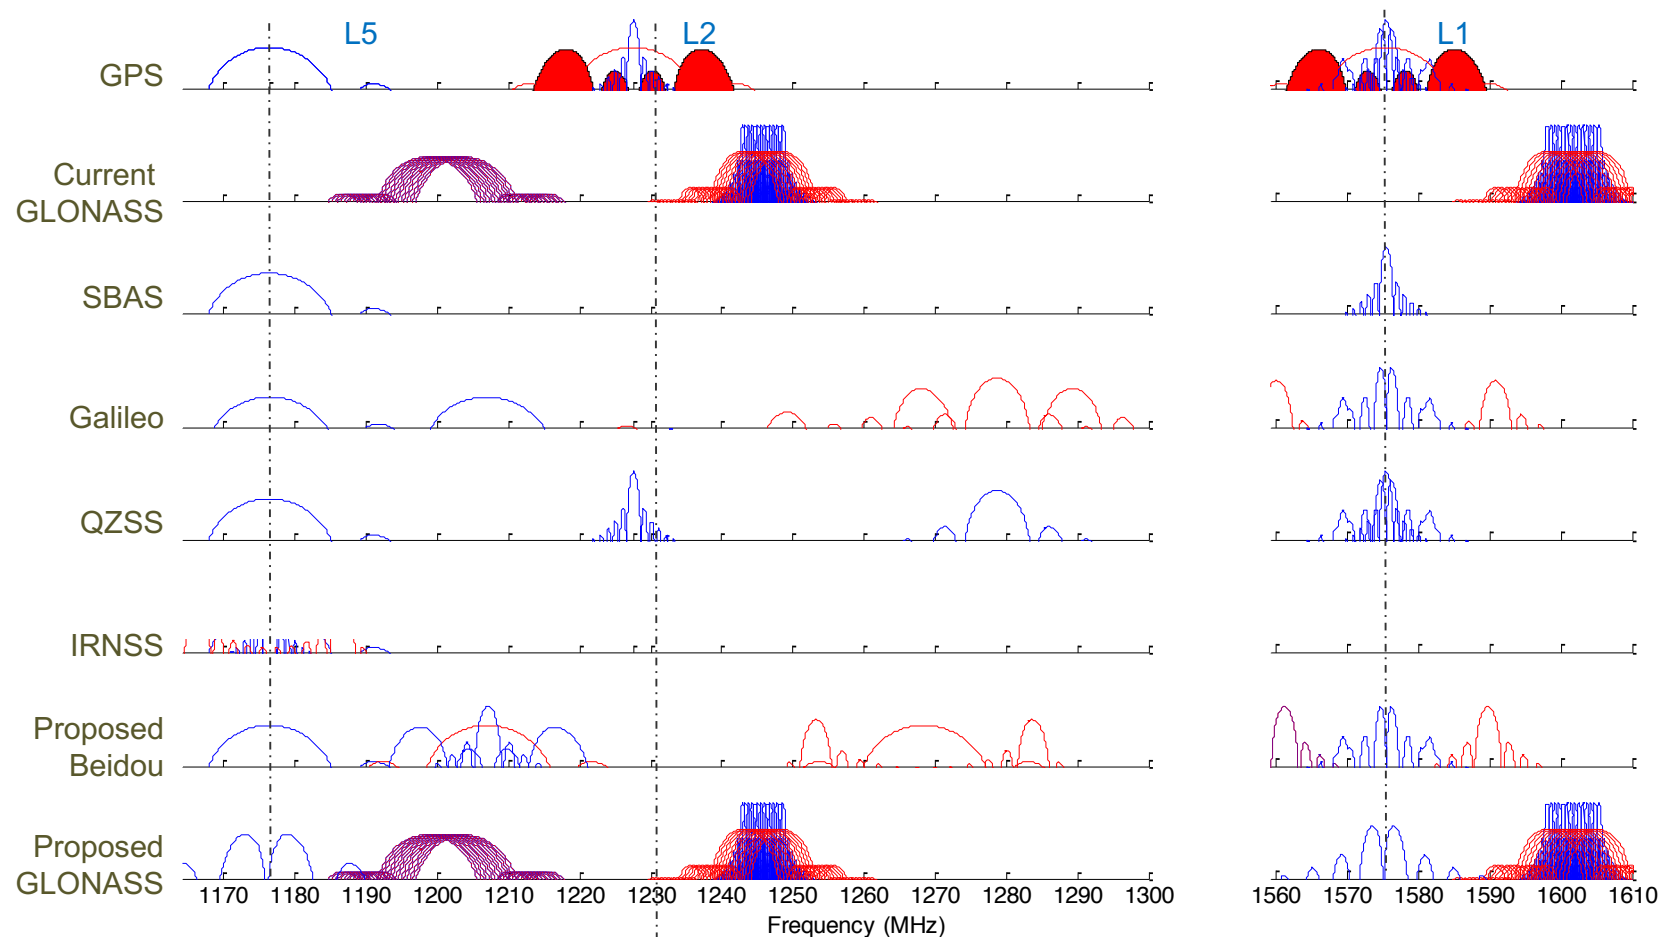 L5
L2
L1
GPS
Current
GLONASS
SBAS
Galileo
QZSS
IRNSS
Proposed
Beidou
Proposed
GLONASS
1170 1180 1190 1200 1210 1220 1230 1240 1250 1260 1270 1280 1290 1300 1560 1570 1580 1590 1600 1610
Frequency (MHz)